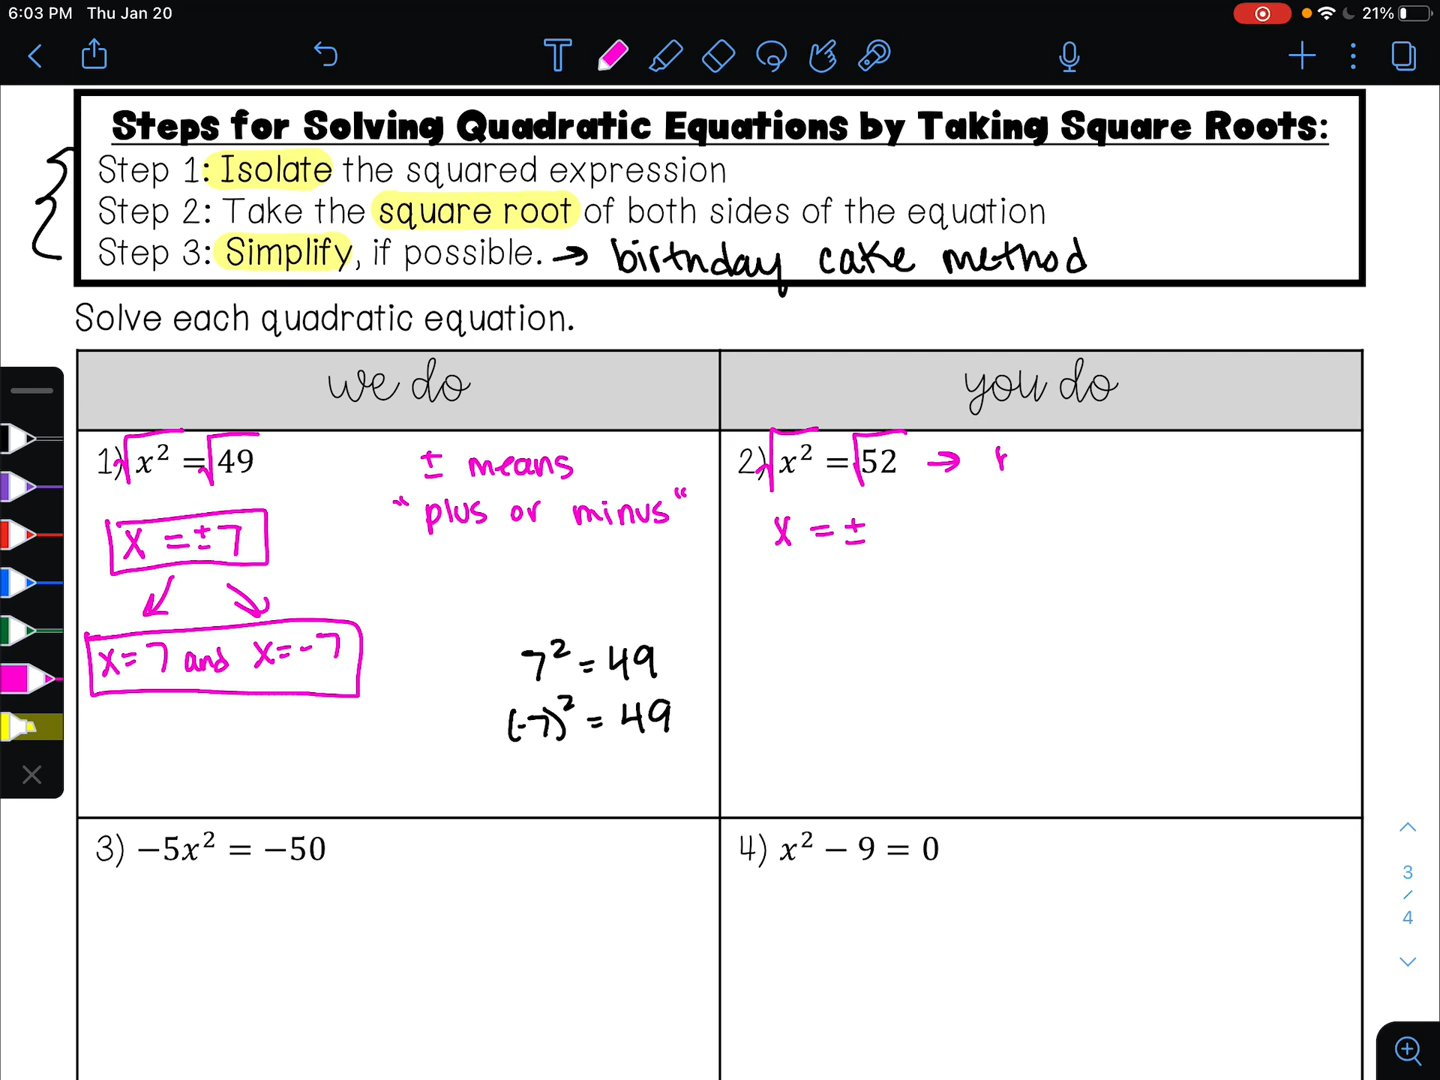 6:03 PM Thu Jan 20
21%
Steps for Solving Quadratic Equations by Taking Square Roots:
Step 1: Isolate the squared expression
Step 2: Take the square root of both sides of the equation
Step 3: Simplify, if possible. → birthday cake method
Solve each quadratic equation.
we do
you do
1) √x² = √49
± means
"plus or minus"
x = ± 7
x = 7 and x = -7
7² = 49
(-7)² = 49
2) √x² = √52 →
x = ±
3) −5x² = −50
4) x² − 9 = 0
3
/
4